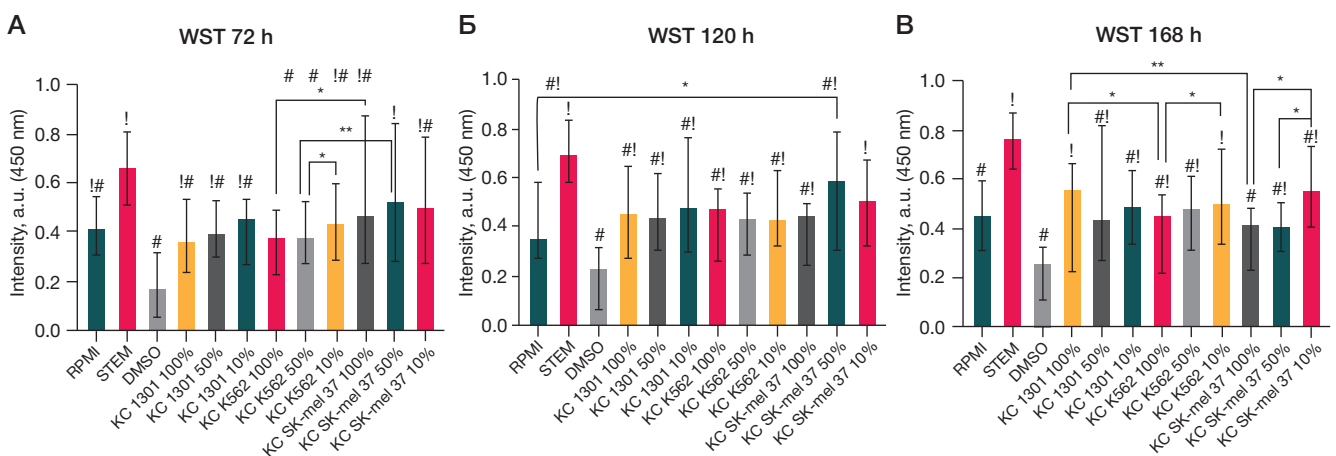 А
WST 72 h
Intensity, a.u. (450 nm)
1.0
0.8
0.6
0.4
0.2
0.0
# # !# !#
*
!
!
!#
**
*
!#
#
!# !# !#
RPMI
STEM
DMSO
KC 1301 100%
KC 1301 50%
KC 1301 10%
KC K562 100%
KC K562 50%
KC K562 10%
KC SK-mel 37 100%
KC SK-mel 37 50%
KC SK-mel 37 10%
Б
WST 120 h
Intensity, a.u. (450 nm)
1.0
0.8
0.6
0.4
0.2
0.0
#!
*
#!
!
#
#! #! #! #! #! #! #!
!
RPMI
STEM
DMSO
KC 1301 100%
KC 1301 50%
KC 1301 10%
KC K562 100%
KC K562 50%
KC K562 10%
KC SK-mel 37 100%
KC SK-mel 37 50%
KC SK-mel 37 10%
В
WST 168 h
Intensity, a.u. (450 nm)
1.0
0.8
0.6
0.4
0.2
0.0
**
*
*
*
*
#
!
#
!
#!
#!
#!
#!
!
#
#!
#!
RPMI
STEM
DMSO
KC 1301 100%
KC 1301 50%
KC 1301 10%
KC K562 100%
KC K562 50%
KC K562 10%
KC SK-mel 37 100%
KC SK-mel 37 50%
KC SK-mel 37 10%